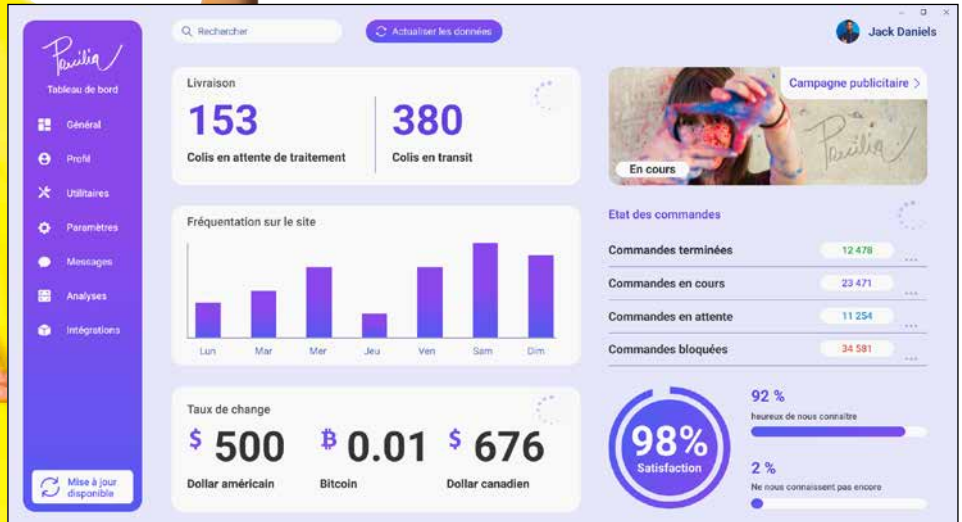 Pacilia
Tableau de bord
Général
Profil
Utilitaires
Paramètres
Messages
Analyses
Intégrations
Mise à jour
disponible
Rechercher
Actualiser les données
Jack Daniels
Livraison
153
Colis en attente de traitement
380
Colis en transit
Campagne publicitaire >
Pacilia
En cours
Fréquentation sur le site
Lun Mar Mer Jeu Ven Sam Dim
Etat des commandes
Commandes terminées 12 478 ...
Commandes en cours 23 471 ...
Commandes en attente 11 254 ...
Commandes bloquées 34 581 ...
Taux de change
$ 500
Dollar américain
₿ 0.01
Bitcoin
$ 676
Dollar canadien
98%
Satisfaction
92 %
heureux de nous connaître
2 %
Ne nous connaissent pas encore